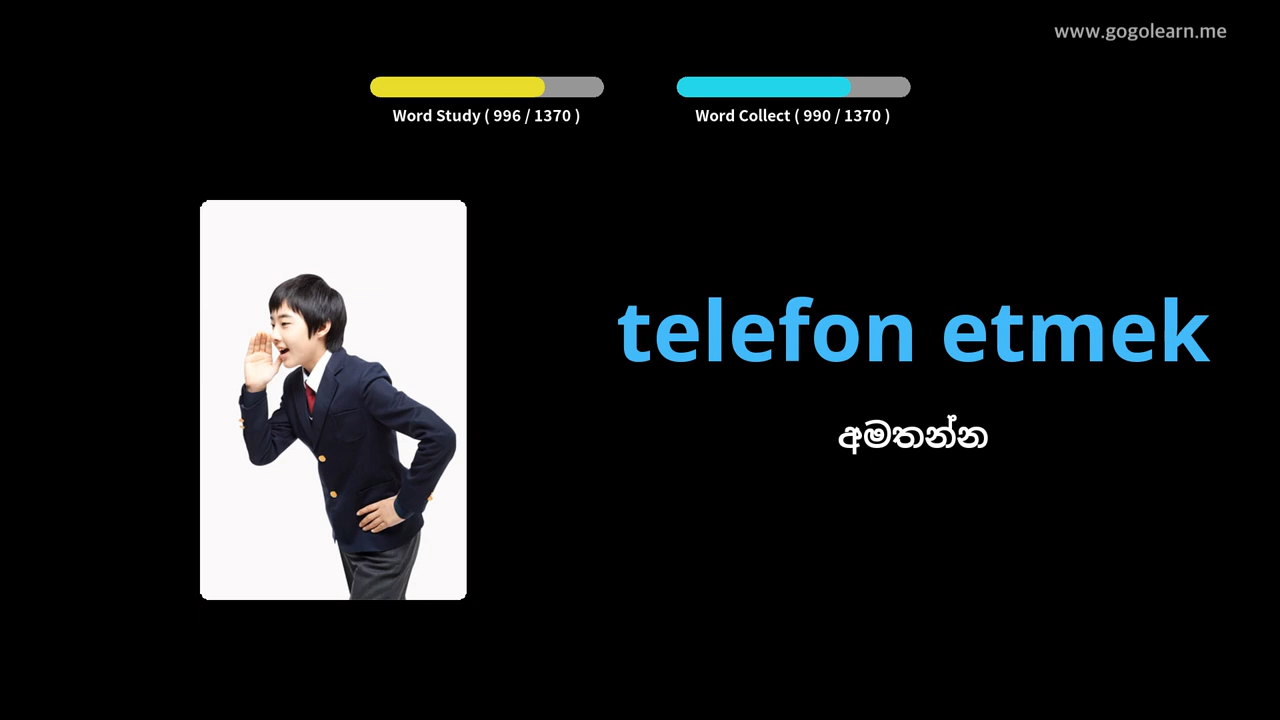 www.gogolearn.me
Word Study ( 996 / 1370 )
Word Collect ( 990 / 1370 )
telefon etmek
අමතන්න